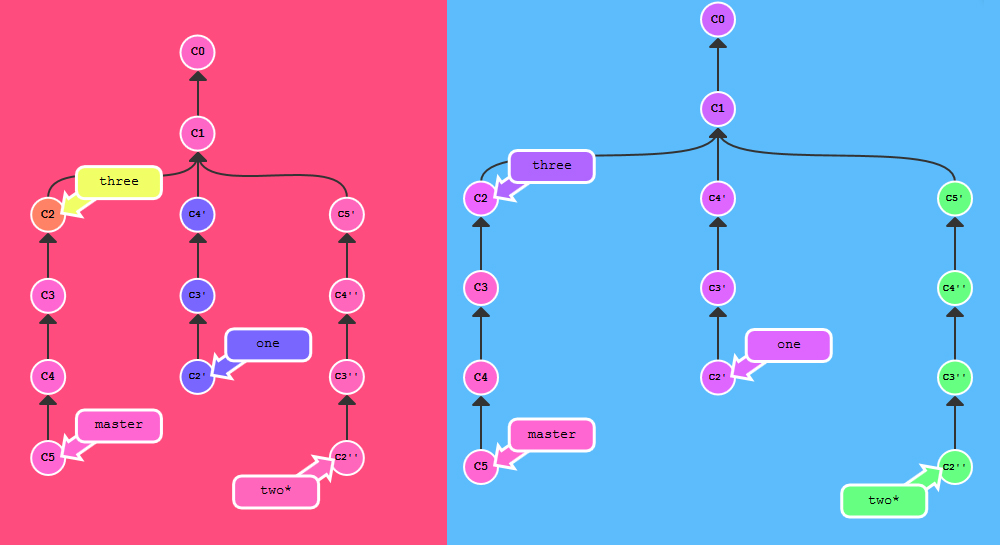 C0
C1
three
C2
C4'
C5'
C3
C3'
C4''
one
C4
C2'
C3''
master
C5
C2''
two*
C0
C1
three
C2
C4'
C5'
C3
C3'
C4''
one
C4
C2'
C3''
master
C5
C2''
two*